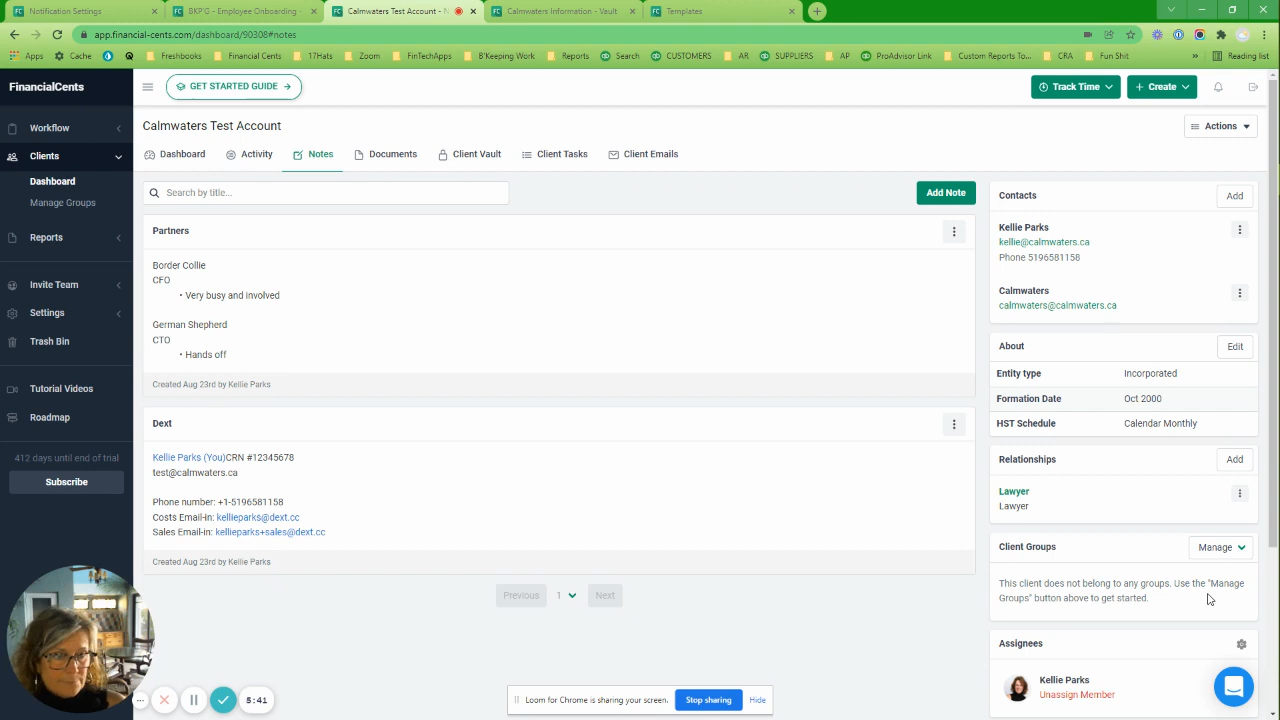 Notification Settings
BKP'G - Employee Onboarding -
Calmwaters Test Account - N
Calmwaters Information - Vault
Templates
app.financial-cents.com/dashboard/90308#notes
Apps
Cache
Freshbooks
Financial Cents
17Hats
FinTechApps
B'Keeping Work
Zoom
Reports
Search
CUSTOMERS
AR
SUPPLIERS
AP
ProAdvisor Link
Custom Reports To...
CRA
Fun Shit
»
Reading list
FinancialCents
GET STARTED GUIDE
Track Time
Create
Workflow
Clients
Dashboard
Manage Groups
Reports
Invite Team
Settings
Trash Bin
Tutorial Videos
Roadmap
412 days until end of trial
Subscribe
Calmwaters Test Account
Actions
Dashboard
Activity
Notes
Documents
Client Vault
Client Tasks
Client Emails
Search by title...
Add Note
Partners
Border Collie
CFO
• Very busy and involved
German Shepherd
CTO
• Hands off
Created Aug 23rd by Kellie Parks
Dext
Kellie Parks (You)CRN #12345678
test@calmwaters.ca
Phone number: +1-5196581158
Costs Email-in: kellieparks@dext.cc
Sales Email-in: kellieparks+sales@dext.cc
Created Aug 23rd by Kellie Parks
Previous
1
Next
Contacts
Add
Kellie Parks
kellie@calmwaters.ca
Phone 5196581158
Calmwaters
calmwaters@calmwaters.ca
About
Edit
Entity type Incorporated
Formation Date Oct 2000
HST Schedule Calendar Monthly
Relationships
Add
Lawyer
Lawyer
Client Groups
Manage
This client does not belong to any groups. Use the "Manage
Groups" button above to get started.
Assignees
Kellie Parks
Unassign Member
5:41
Loom for Chrome is sharing your screen.
Stop sharing
Hide